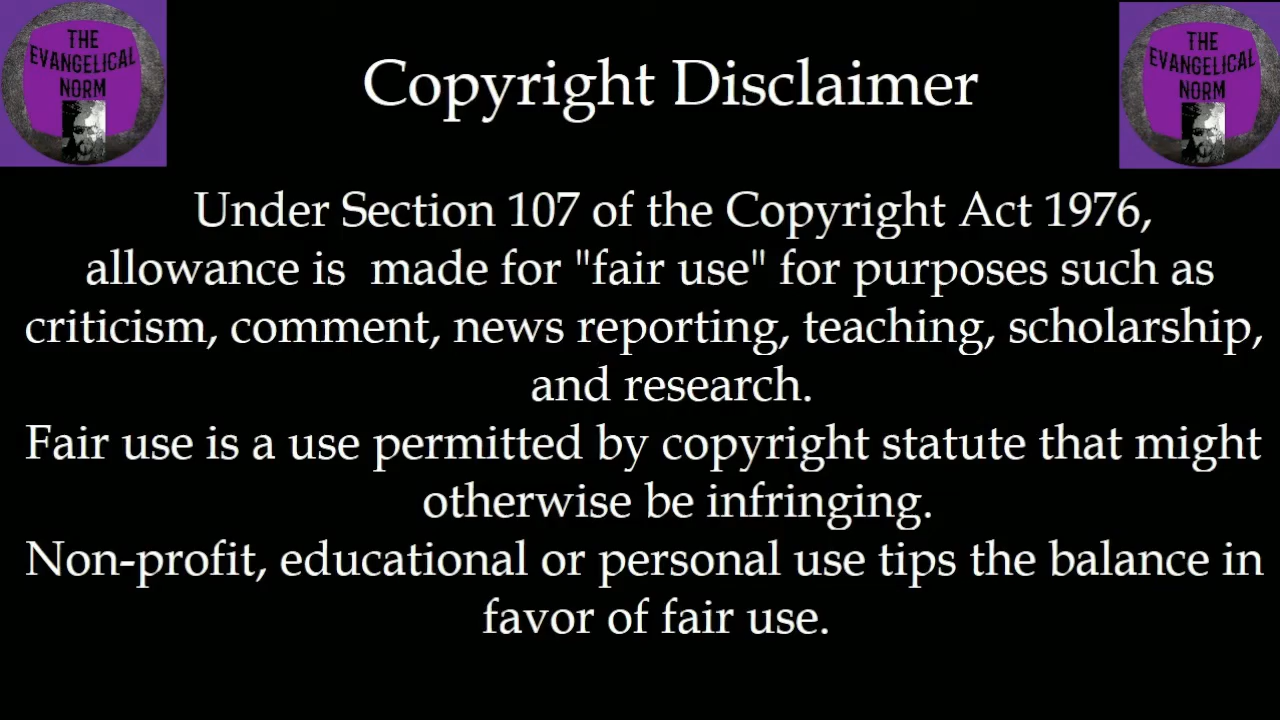 THE
EVANGELICAL
NORM
THE
EVANGELICAL
NORM
Copyright Disclaimer
Under Section 107 of the Copyright Act 1976,
allowance is  made for "fair use" for purposes such as
criticism, comment, news reporting, teaching, scholarship,
and research.
Fair use is a use permitted by copyright statute that might
otherwise be infringing.
Non-profit, educational or personal use tips the balance in
favor of fair use.